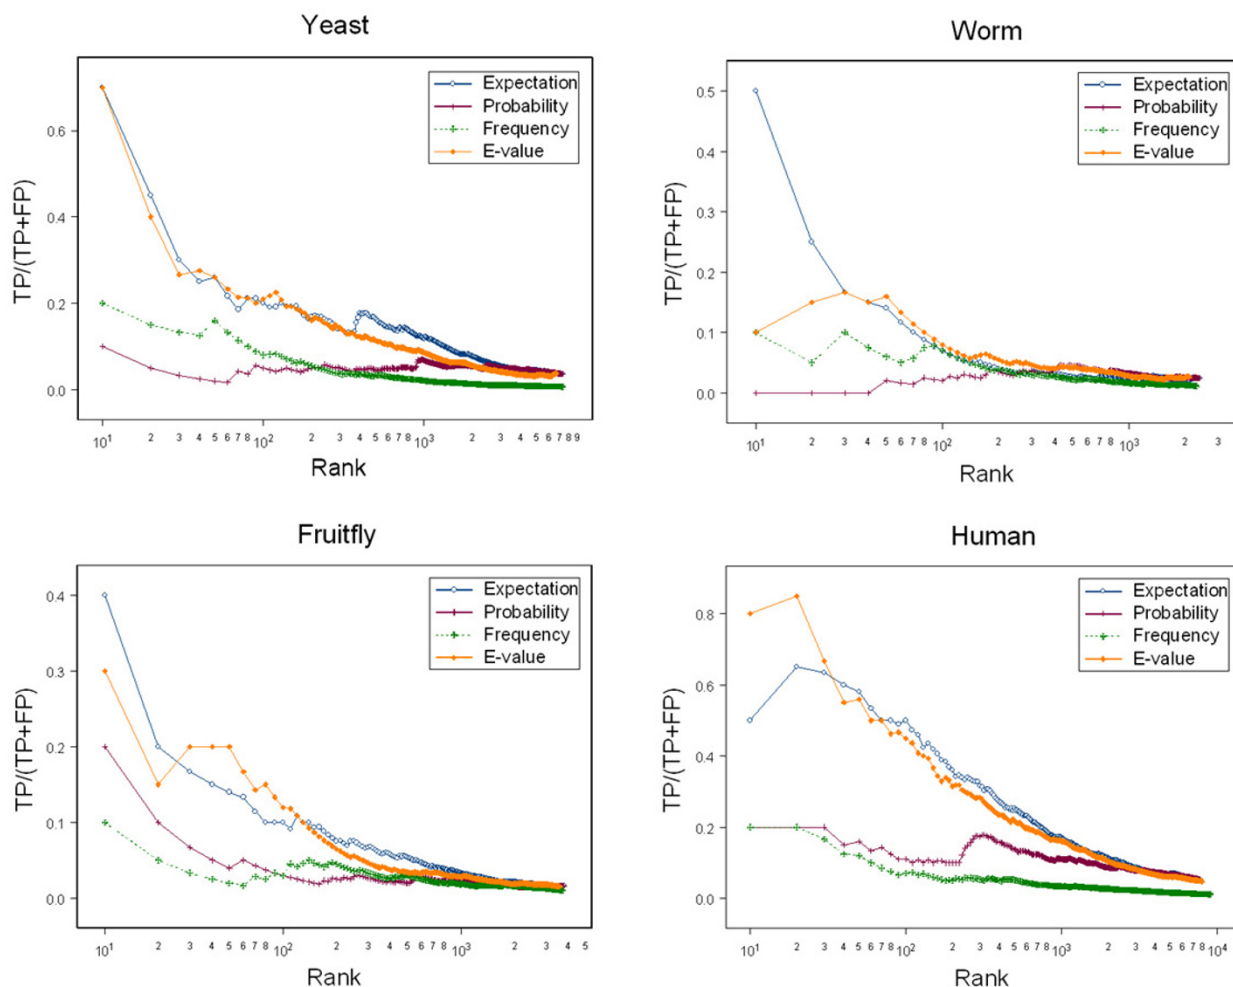 Yeast
Expectation
Probability
Frequency
E-value
TP/(TP+FP)
0.6
0.4
0.2
0.0
10¹ 2 3 4 5 6 7 8 10² 2 3 4 5 6 7 8 10³ 2 3 4 5 6 7 8 9
Rank
Worm
Expectation
Probability
Frequency
E-value
TP/(TP+FP)
0.5
0.4
0.3
0.2
0.1
0.0
10¹ 2 3 4 5 6 7 8 10² 2 3 4 5 6 7 8 10³ 2 3
Rank
Fruitfly
Expectation
Probability
Frequency
E-value
TP/(TP+FP)
0.4
0.3
0.2
0.1
0.0
10¹ 2 3 4 5 6 7 8 10² 2 3 4 5 6 7 8 10³ 2 3 4 5
Rank
Human
Expectation
Probability
Frequency
E-value
TP/(TP+FP)
0.8
0.6
0.4
0.2
0.0
10¹ 2 3 4 5 6 7 8 10² 2 3 4 5 6 7 8 10³ 2 3 4 5 6 7 8 10⁴
Rank